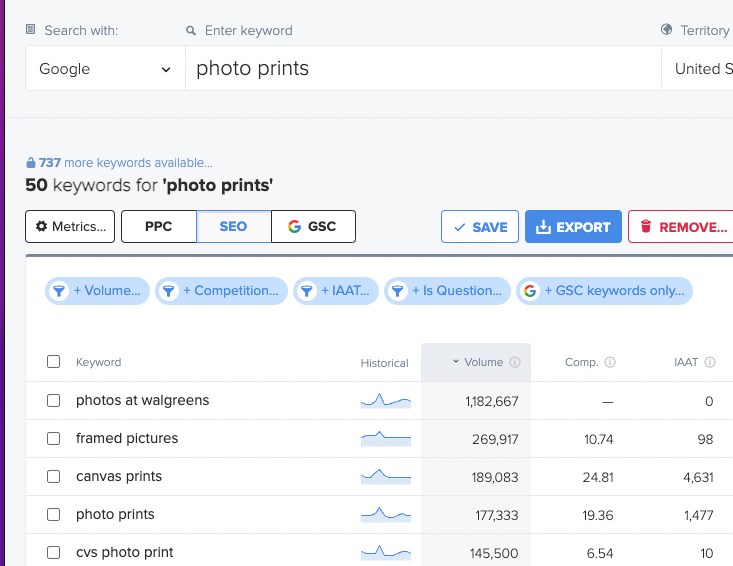 Search with:
Enter keyword
Territory
Google
photo prints
United S
737 more keywords available...
50 keywords for 'photo prints'
Metrics...
PPC
SEO
GSC
SAVE
EXPORT
REMOVE...
+ Volume...
+ Competition...
+ IAAT...
+ Is Question...
+ GSC keywords only...
Keyword Historical Volume Comp. IAAT
photos at walgreens 1,182,667 — 0
framed pictures 269,917 10.74 98
canvas prints 189,083 24.81 4,631
photo prints 177,333 19.36 1,477
cvs photo print 145,500 6.54 10